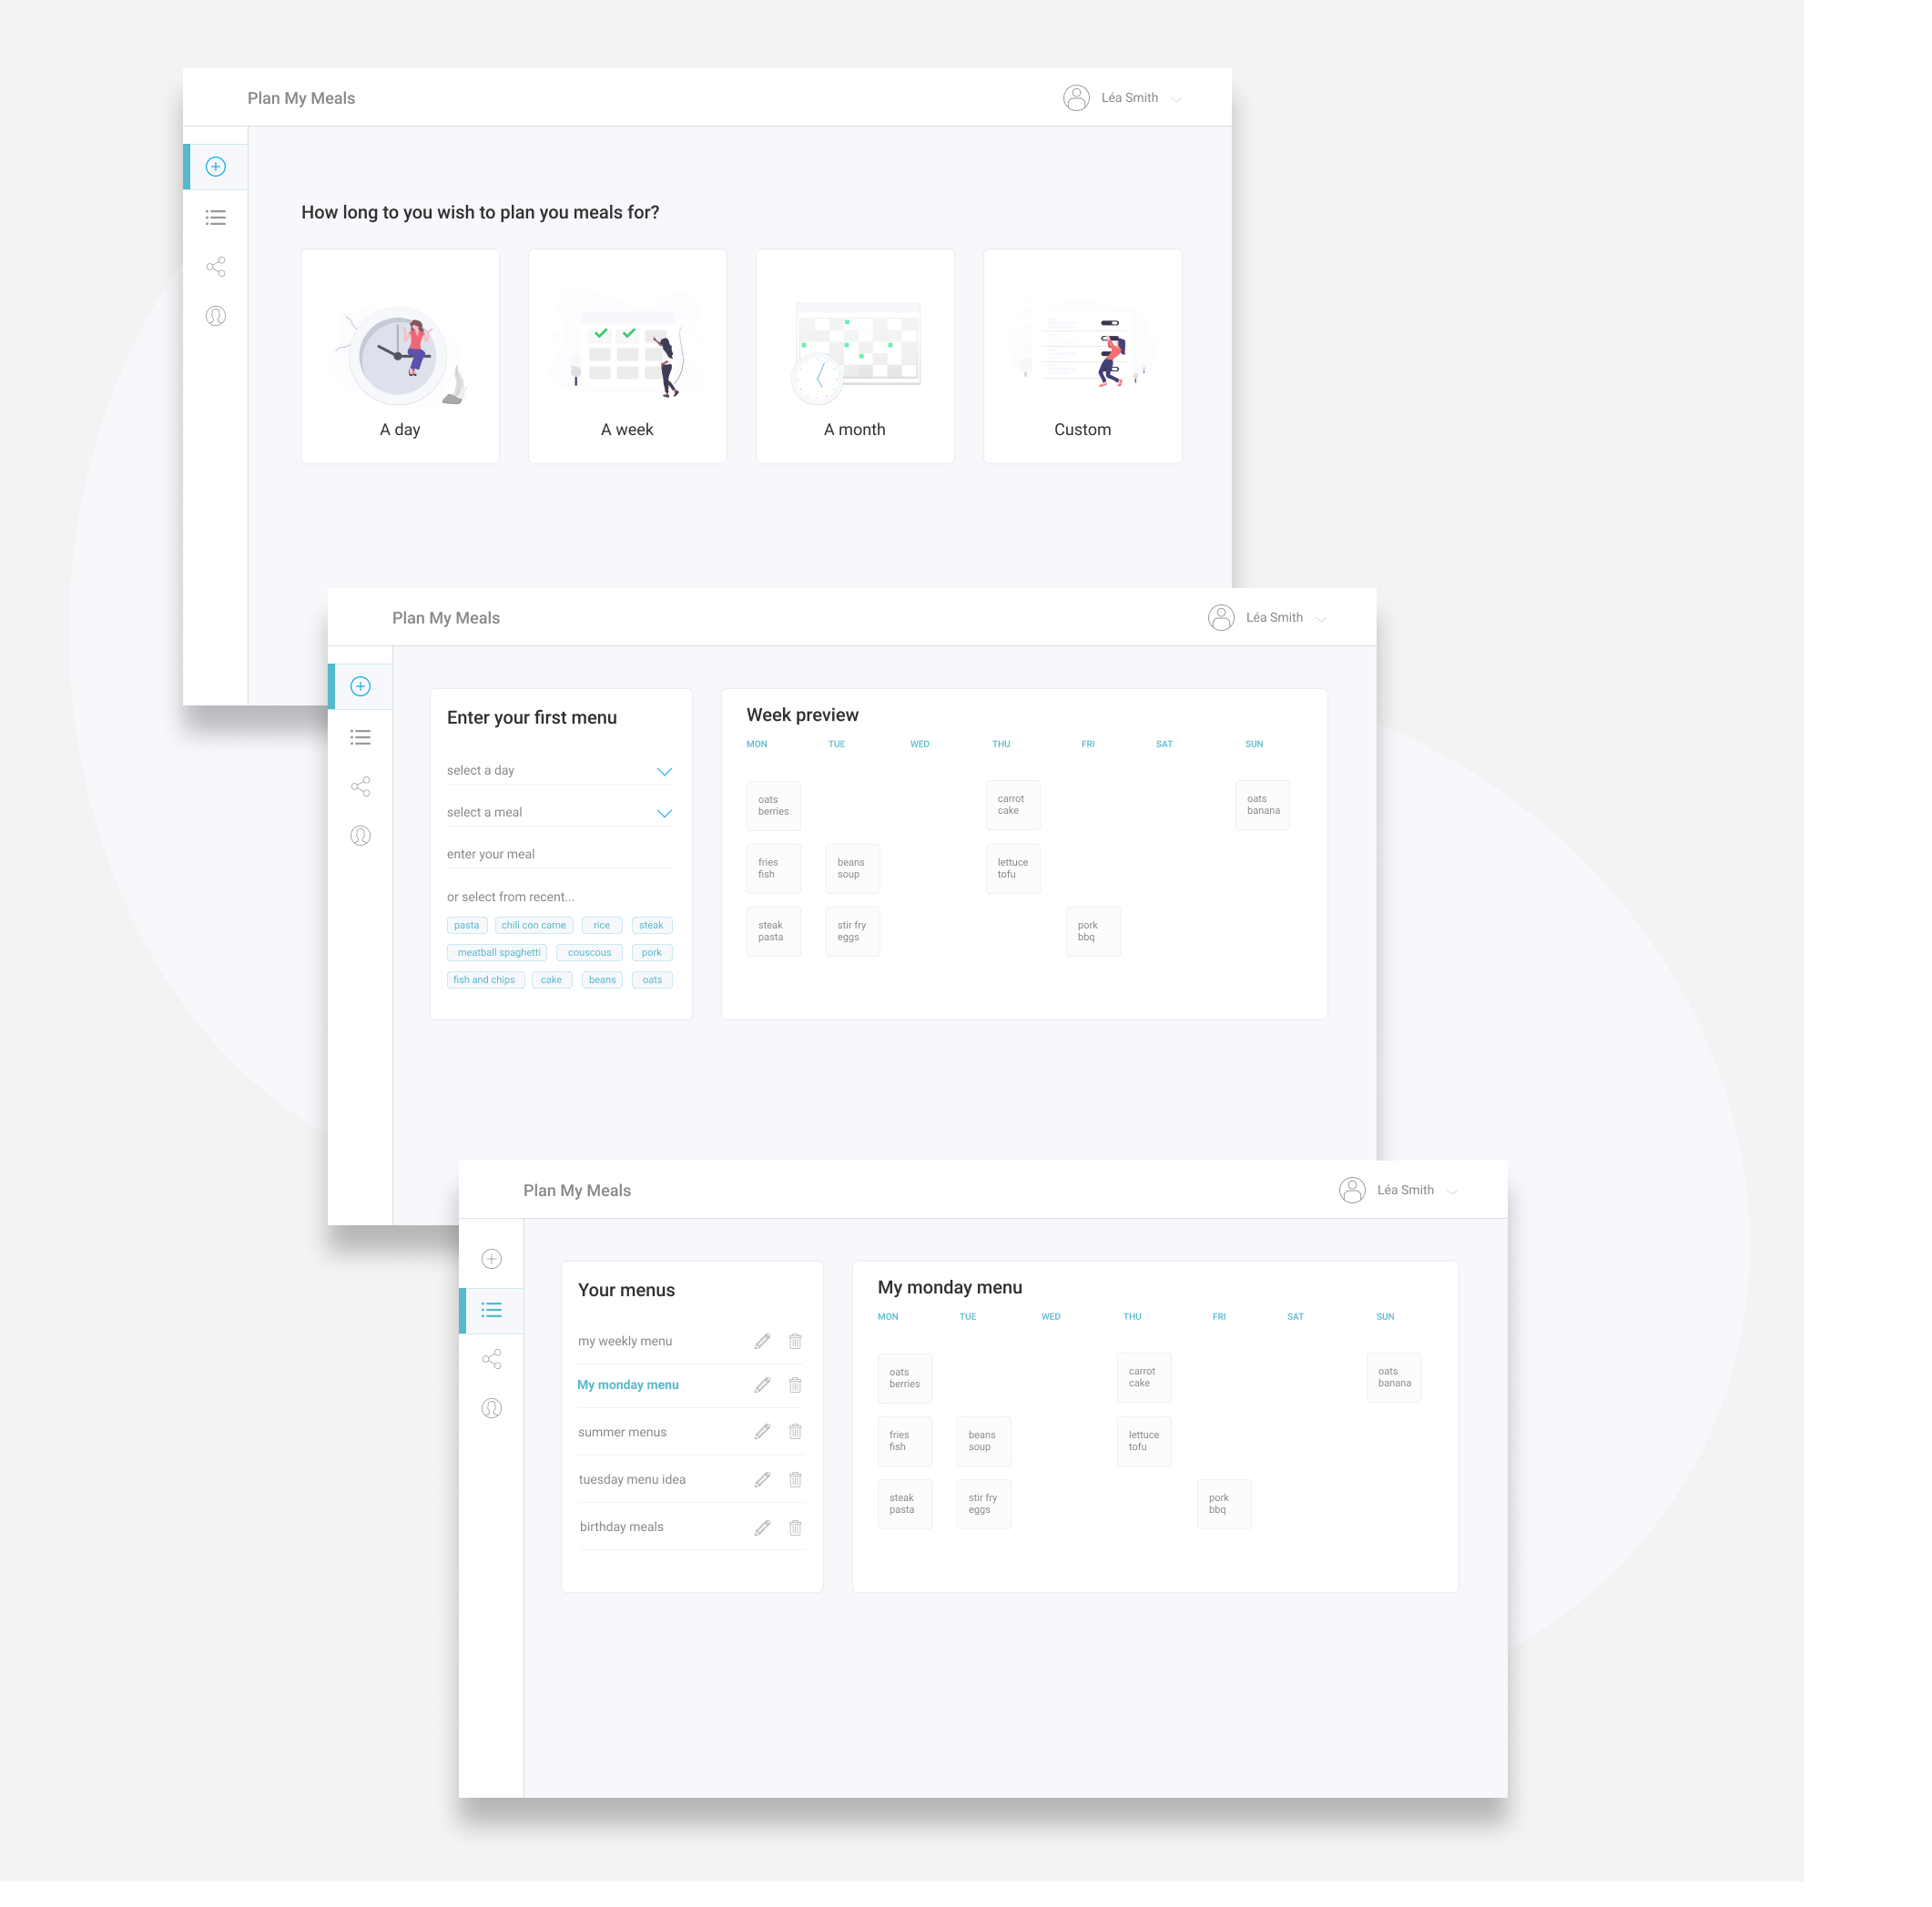 Plan My Meals
Léa Smith
How long to you wish to plan you meals for?
A day
A week
A month
Custom
Plan My Meals
Léa Smith
Enter your first menu
select a day
select a meal
enter your meal
or select from recent...
pasta
chili con carne
rice
steak
meatball spaghetti
couscous
pork
fish and chips
cake
beans
oats
Week preview
MON
TUE
WED
THU
FRI
SAT
SUN
oats
berries
carrot
cake
oats
banana
fries
fish
beans
soup
lettuce
tofu
steak
pasta
stir fry
eggs
pork
bbq
Plan My Meals
Léa Smith
Your menus
my weekly menu
My monday menu
summer menus
tuesday menu idea
birthday meals
My monday menu
MON
TUE
WED
THU
FRI
SAT
SUN
oats
berries
carrot
cake
oats
banana
fries
fish
beans
soup
lettuce
tofu
steak
pasta
stir fry
eggs
pork
bbq